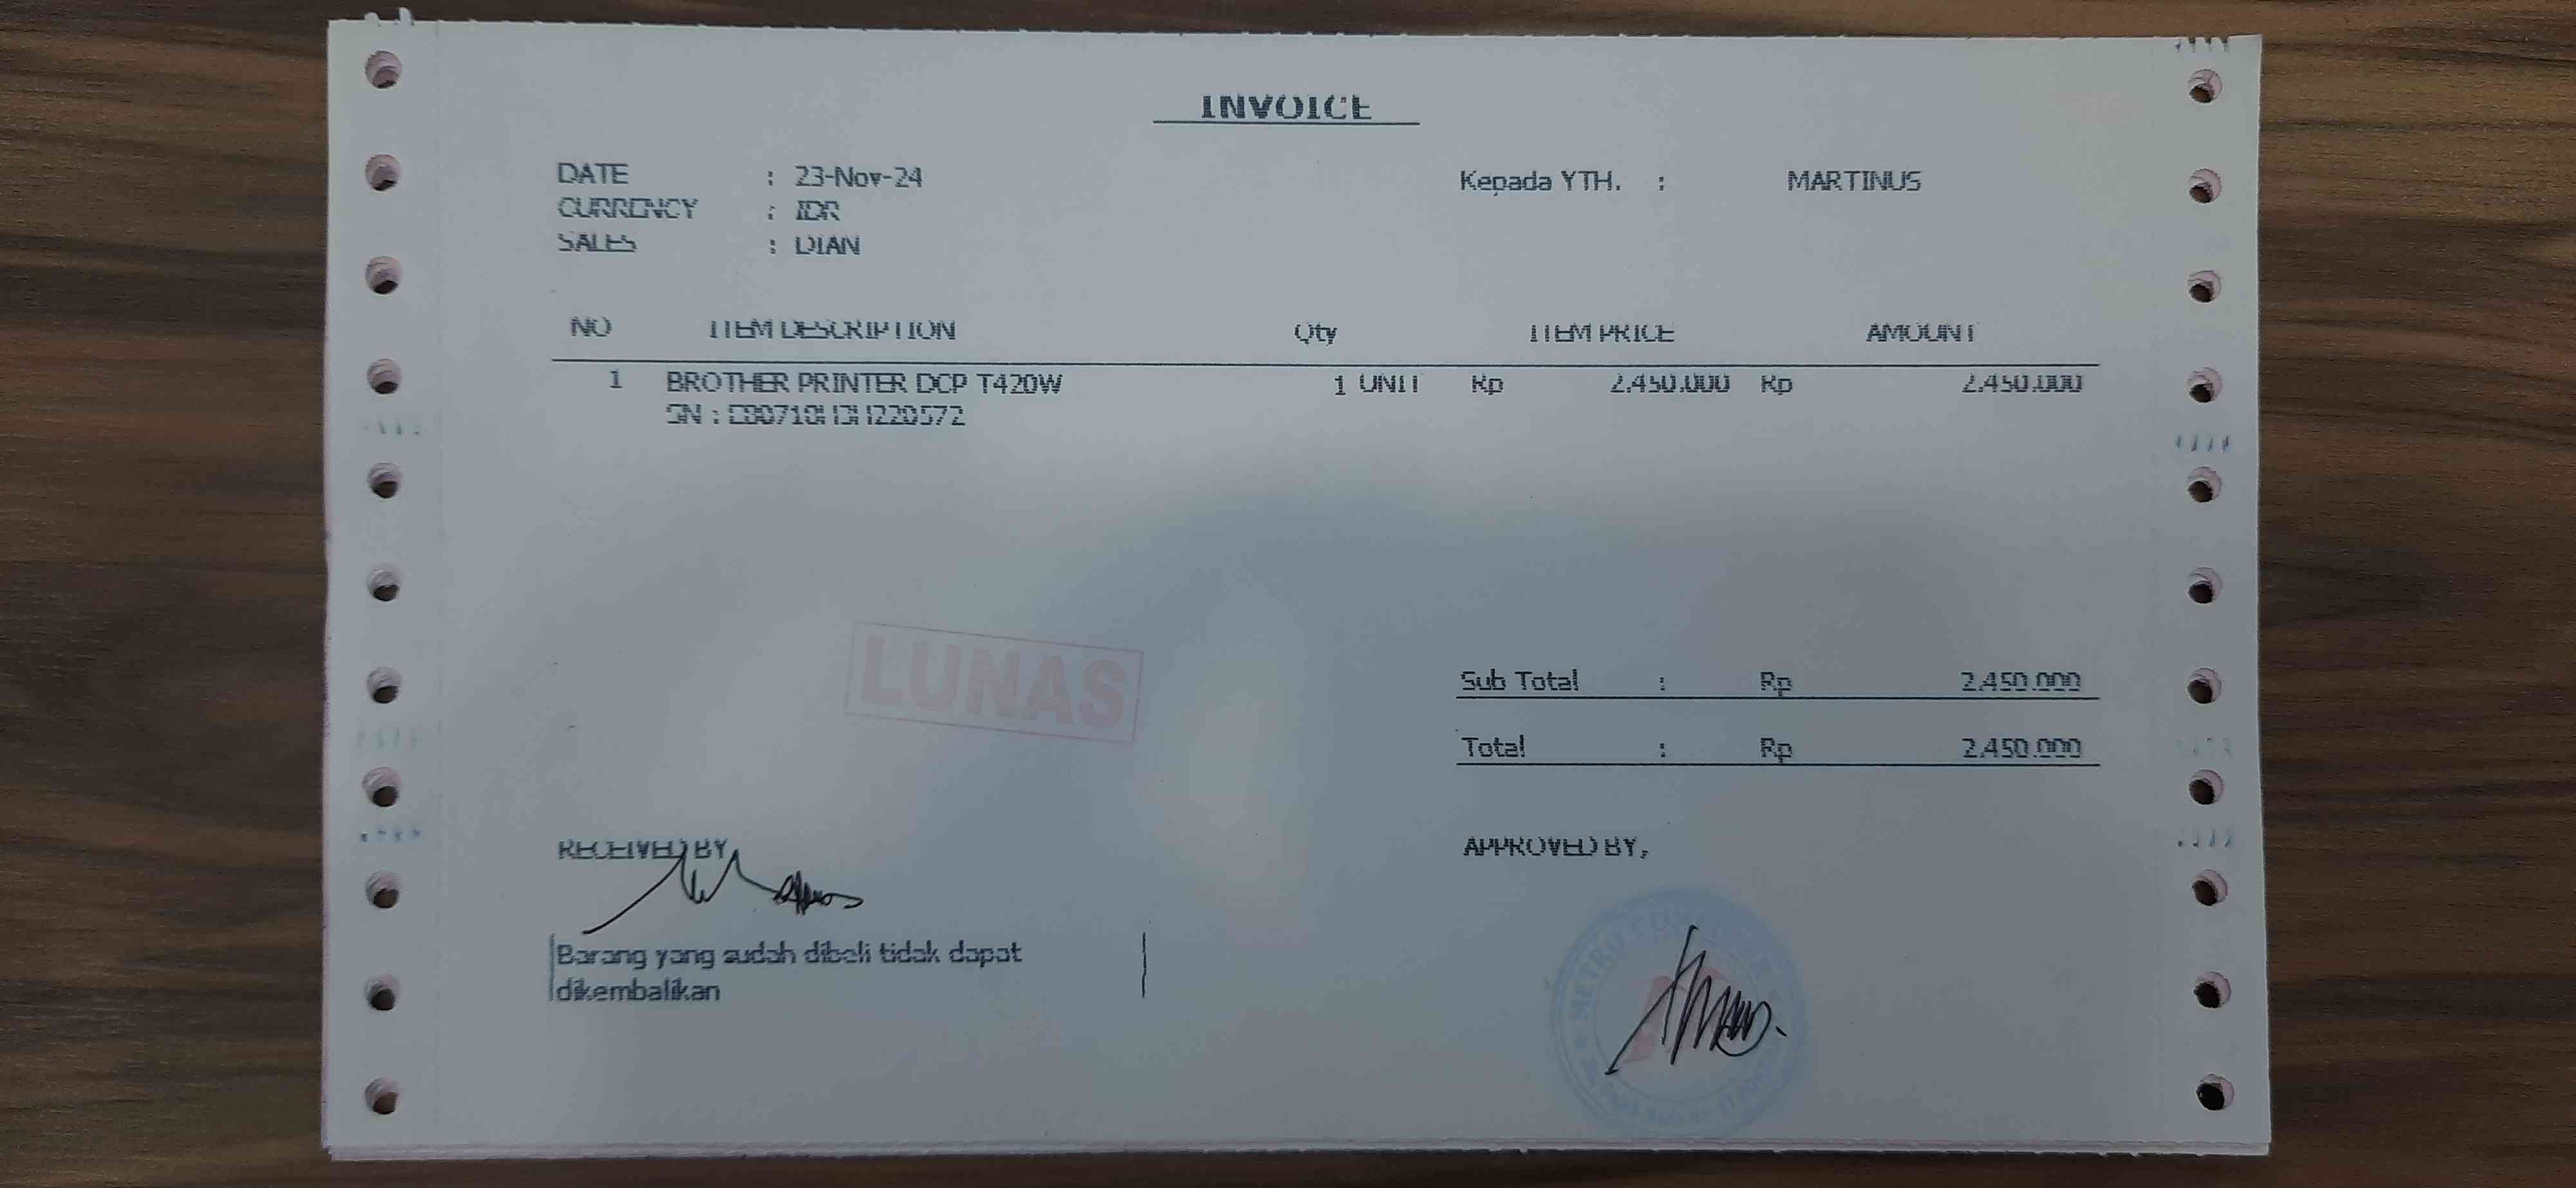 INVOICE
DATE : 23-Nov-24
Kepada YTH. : MARTINUS
CURRENCY : IDR
SALES : DIAN
NO ITEM DESCRIPTION Qty ITEM PRICE AMOUNT
1 BROTHER PRINTER DCP T420W 1 UNIT Rp 2.450.000 Rp 2.450.000
SN :
LUNAS
Sub Total : Rp 2.450.000
Total : Rp 2.450.000
RECEIVED BY
APPROVED BY,
Barang yang sudah dibeli tidak dapat
dikembalikan
METRO